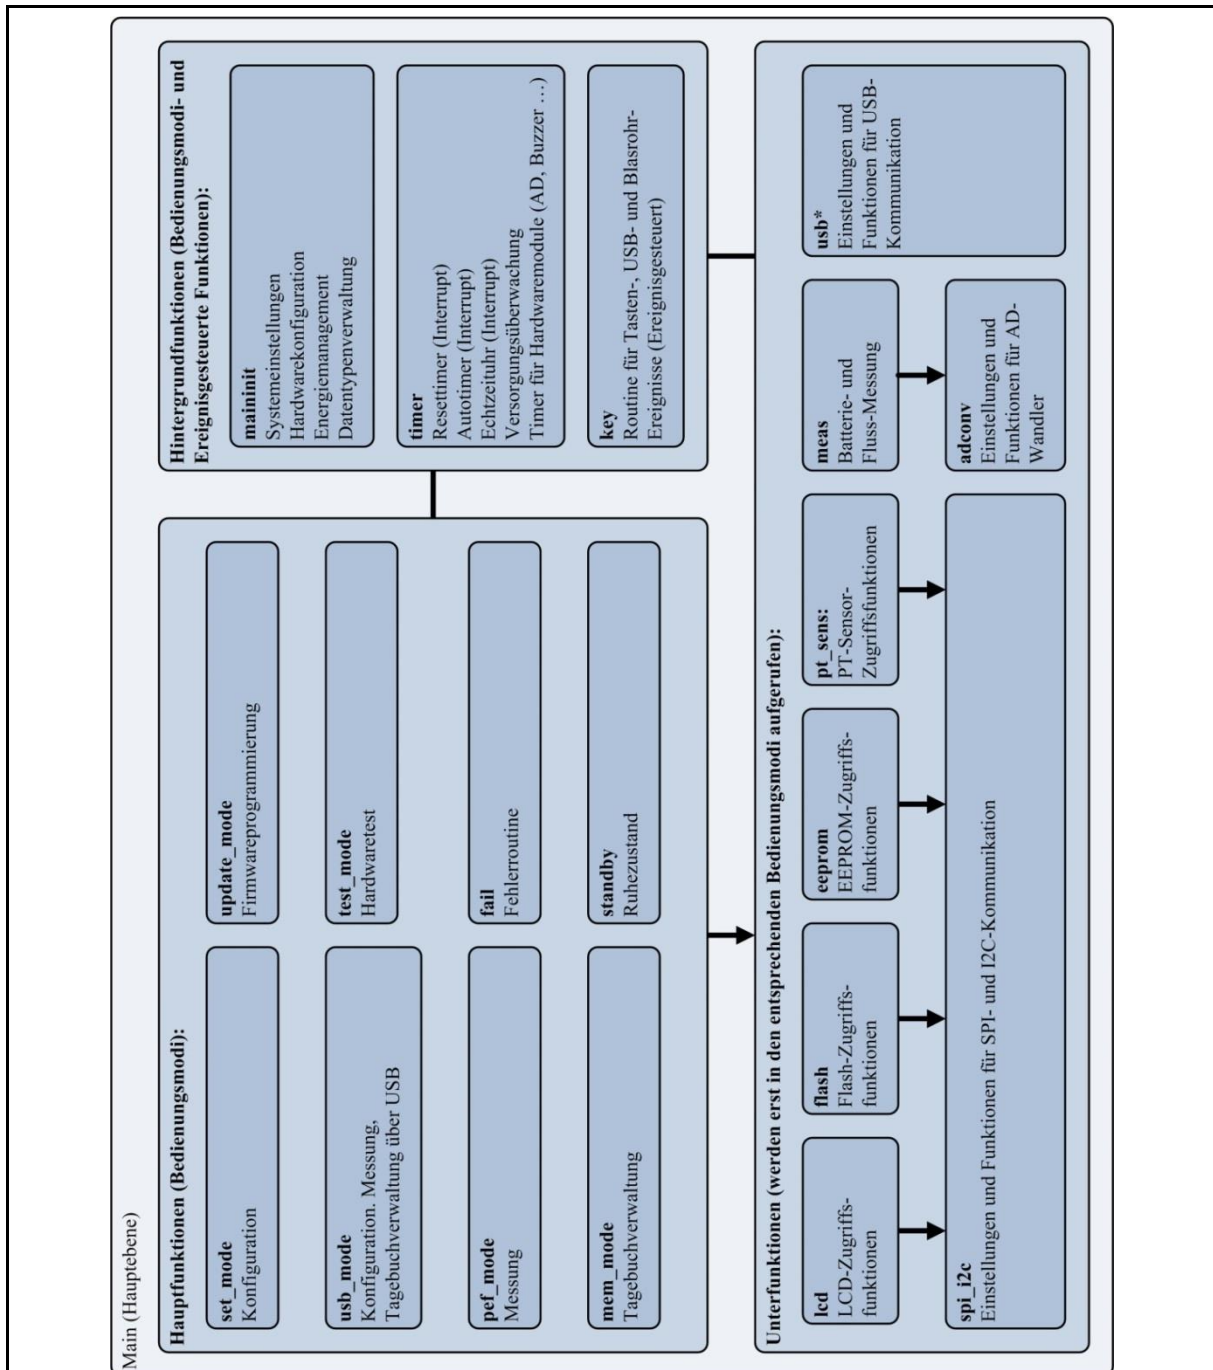 Main (Hauptebene)
Hauptfunktionen (Bedienungsmodi):
set_mode
Konfiguration
update_mode
Firmwareprogrammierung
usb_mode
Konfiguration. Messung,
Tagebuchverwaltung über USB
test_mode
Hardwaretest
pef_mode
Messung
fail
Fehlerroutine
mem_mode
Tagebuchverwaltung
standby
Ruhezustand
Hintergrundfunktionen (Bedienungsmodi- und
Ereignisgesteuerte Funktionen):
maininit
Systemeinstellungen
Hardwarekonfiguration
Energiemanagement
Datentypenverwaltung
timer
Resettimer (Interrupt)
Autotimer (Interrupt)
Echtzeituhr (Interrupt)
Versorgungsüberwachung
Timer für Hardwaremodule (AD, Buzzer …)
key
Routine für Tasten-, USB- und Blasrohr-
Ereignisse (Ereignisgesteuert)
Unterfunktionen (werden erst in den entsprechenden Bedienungsmodi aufgerufen):
lcd
LCD-Zugriffs-
funktionen
flash
Flash-Zugriffs-
funktionen
eeprom
EEPROM-Zugriffs-
funktionen
pt_sens:
PT-Sensor-
Zugriffsfunktionen
meas
Batterie- und
Fluss-Messung
usb*
Einstellungen und
Funktionen für USB-
Kommunikation
spi_i2c
Einstellungen und Funktionen für SPI- und I2C-Kommunikation
adconv
Einstellungen und
Funktionen für AD-
Wandler